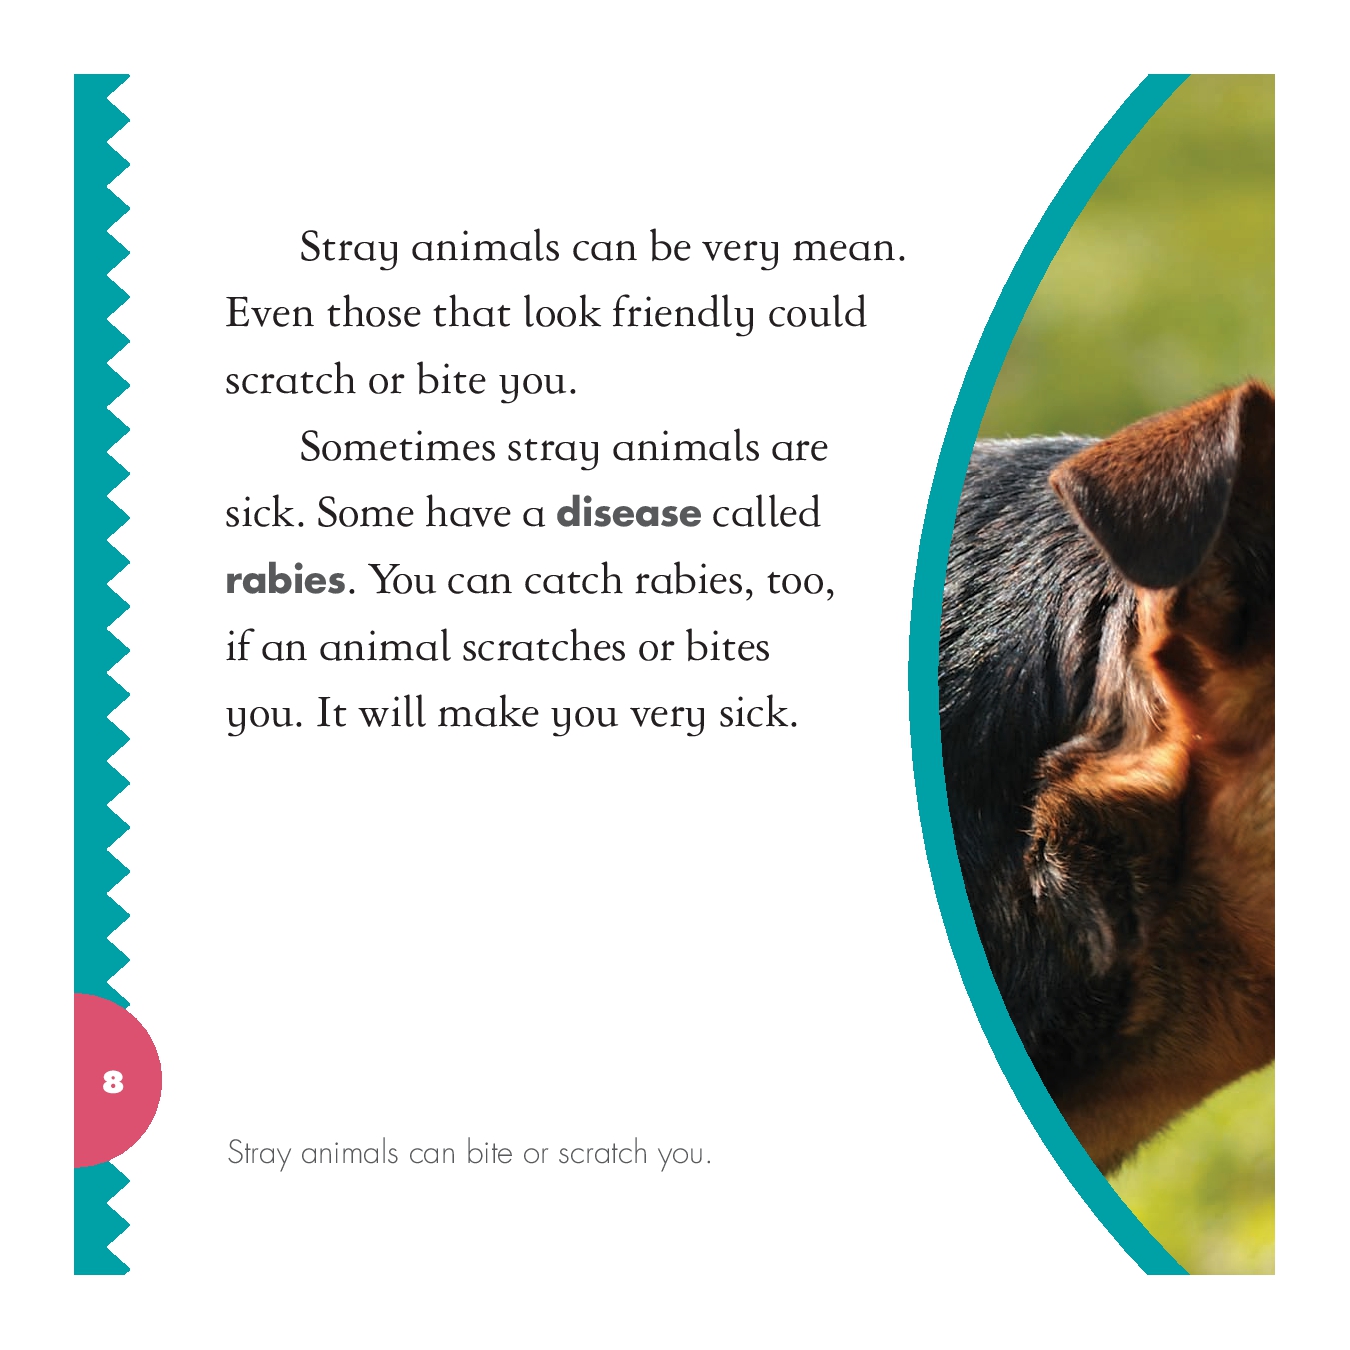 Stray animals can be very mean.
Even those that look friendly could
scratch or bite you.
Sometimes stray animals are
sick. Some have a disease called
rabies. You can catch rabies, too,
if an animal scratches or bites
you. It will make you very sick.
8
Stray animals can bite or scratch you.